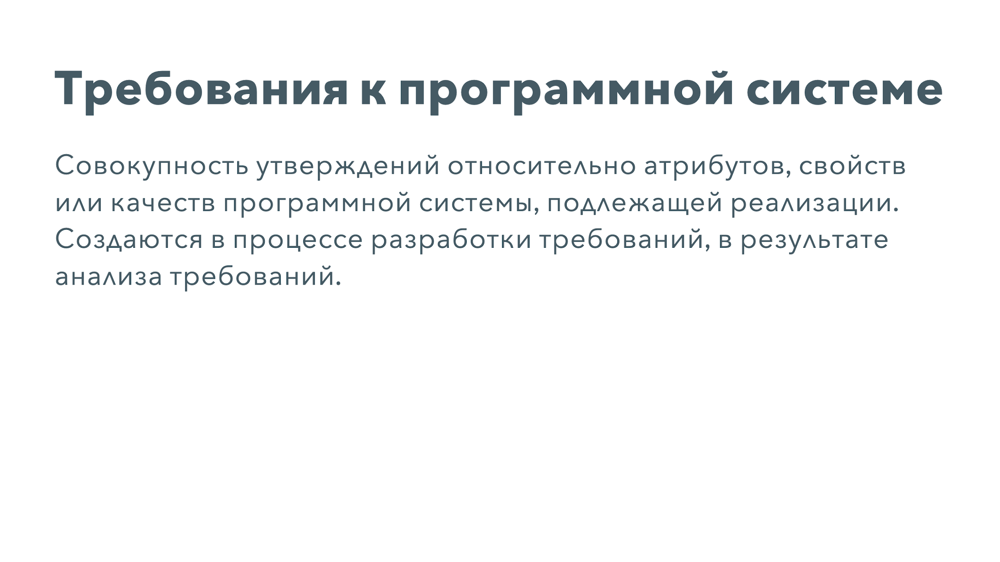 Требования к программной системе
Совокупность утверждений относительно атрибутов, свойств
или качеств программной системы, подлежащей реализации.
Создаются в процессе разработки требований, в результате
анализа требований.